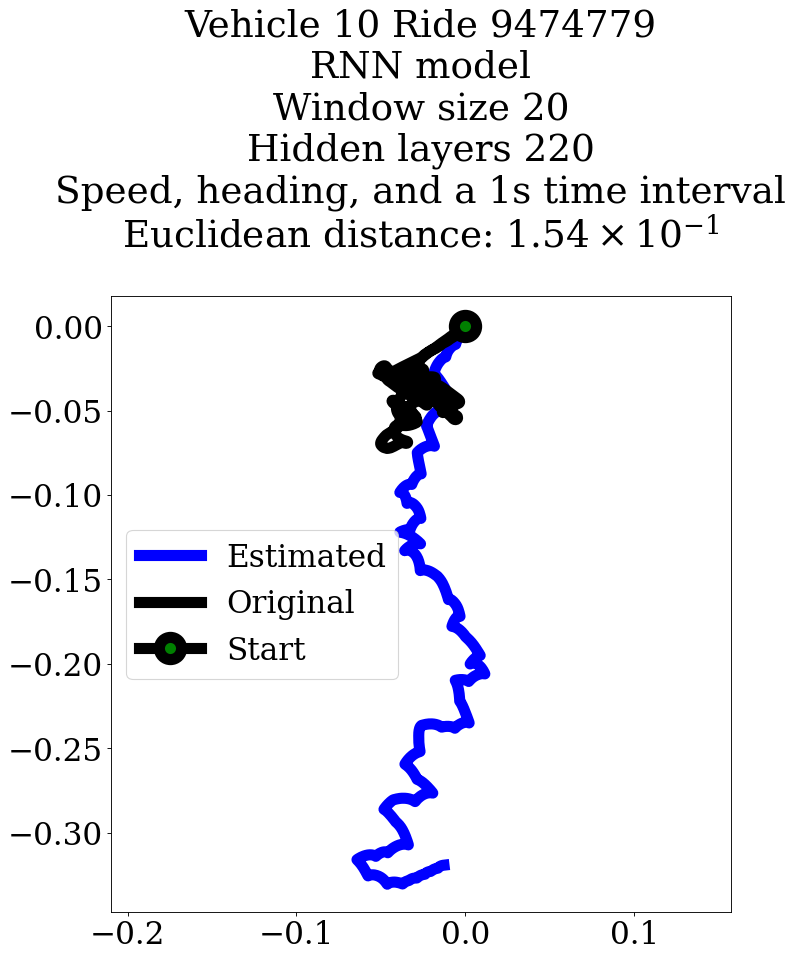 Vehicle 10 Ride 9474779
RNN model
Window size 20
Hidden layers 220
Speed, heading, and a 1s time interval
Euclidean distance: 1.54 × 10⁻¹
0.00
−0.05
−0.10
−0.15
−0.20
−0.25
−0.30
Estimated
Original
Start
−0.2 −0.1 0.0 0.1